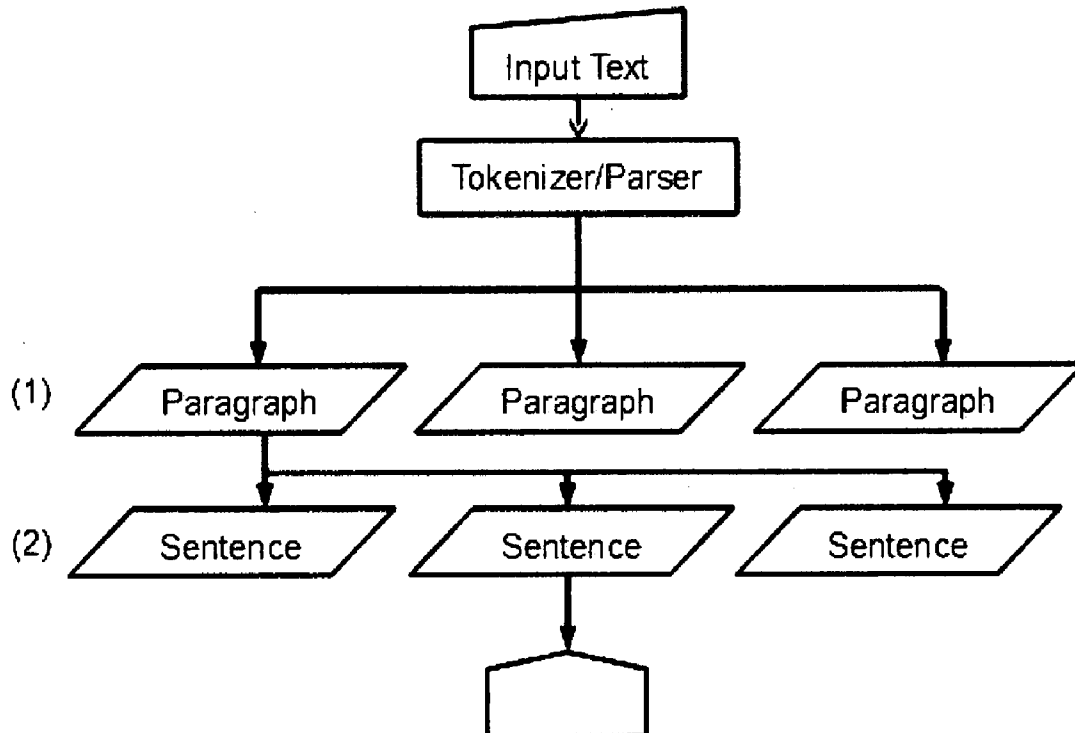 Input Text
Tokenizer/Parser
(1) Paragraph Paragraph Paragraph
(2) Sentence Sentence Sentence